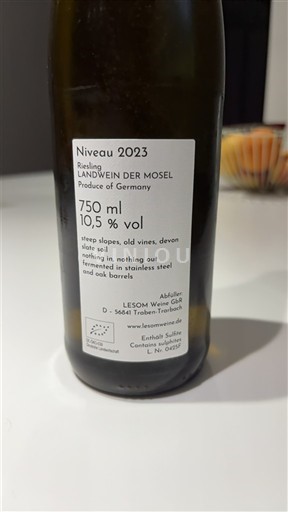 Niveau 2023
Riesling
LANDWEIN DER MOSEL
Produce of Germany
750 ml
10,5 % vol
steep slopes, old vines, devon
slate soil
nothing in, nothing out
fermented in stainless steel
and oak barrels
Abfüller:
LESOM Weine GbR
D - 56841 Traben-Trarbach
www.lesomweine.de
Enthält Sulfite
Contains sulphites
L. Nr. 0425F